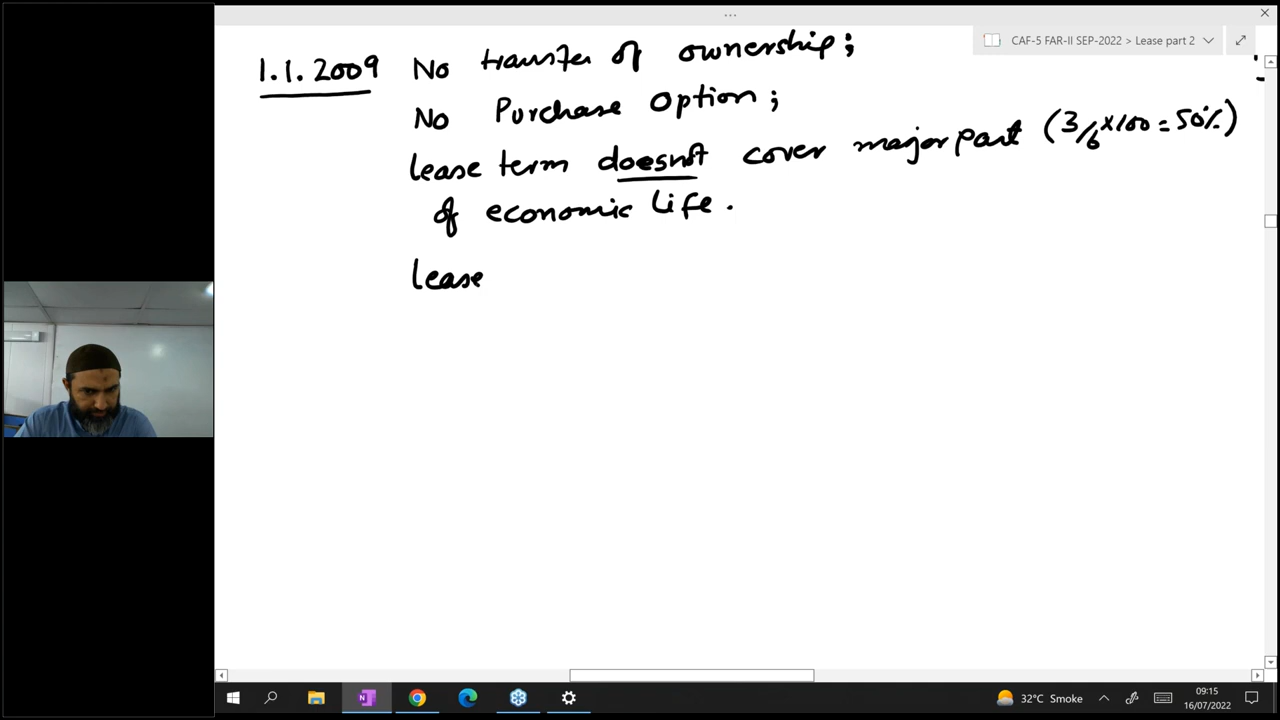 CAF-5 FAR-II SEP-2022 > Lease part 2
1.1.2009 No transfer of ownership;
No Purchase Option;
lease term doesnot cover major part (3/6 x100 = 50%)
of economic Life.
lease
32°C Smoke
09:15
16/07/2022